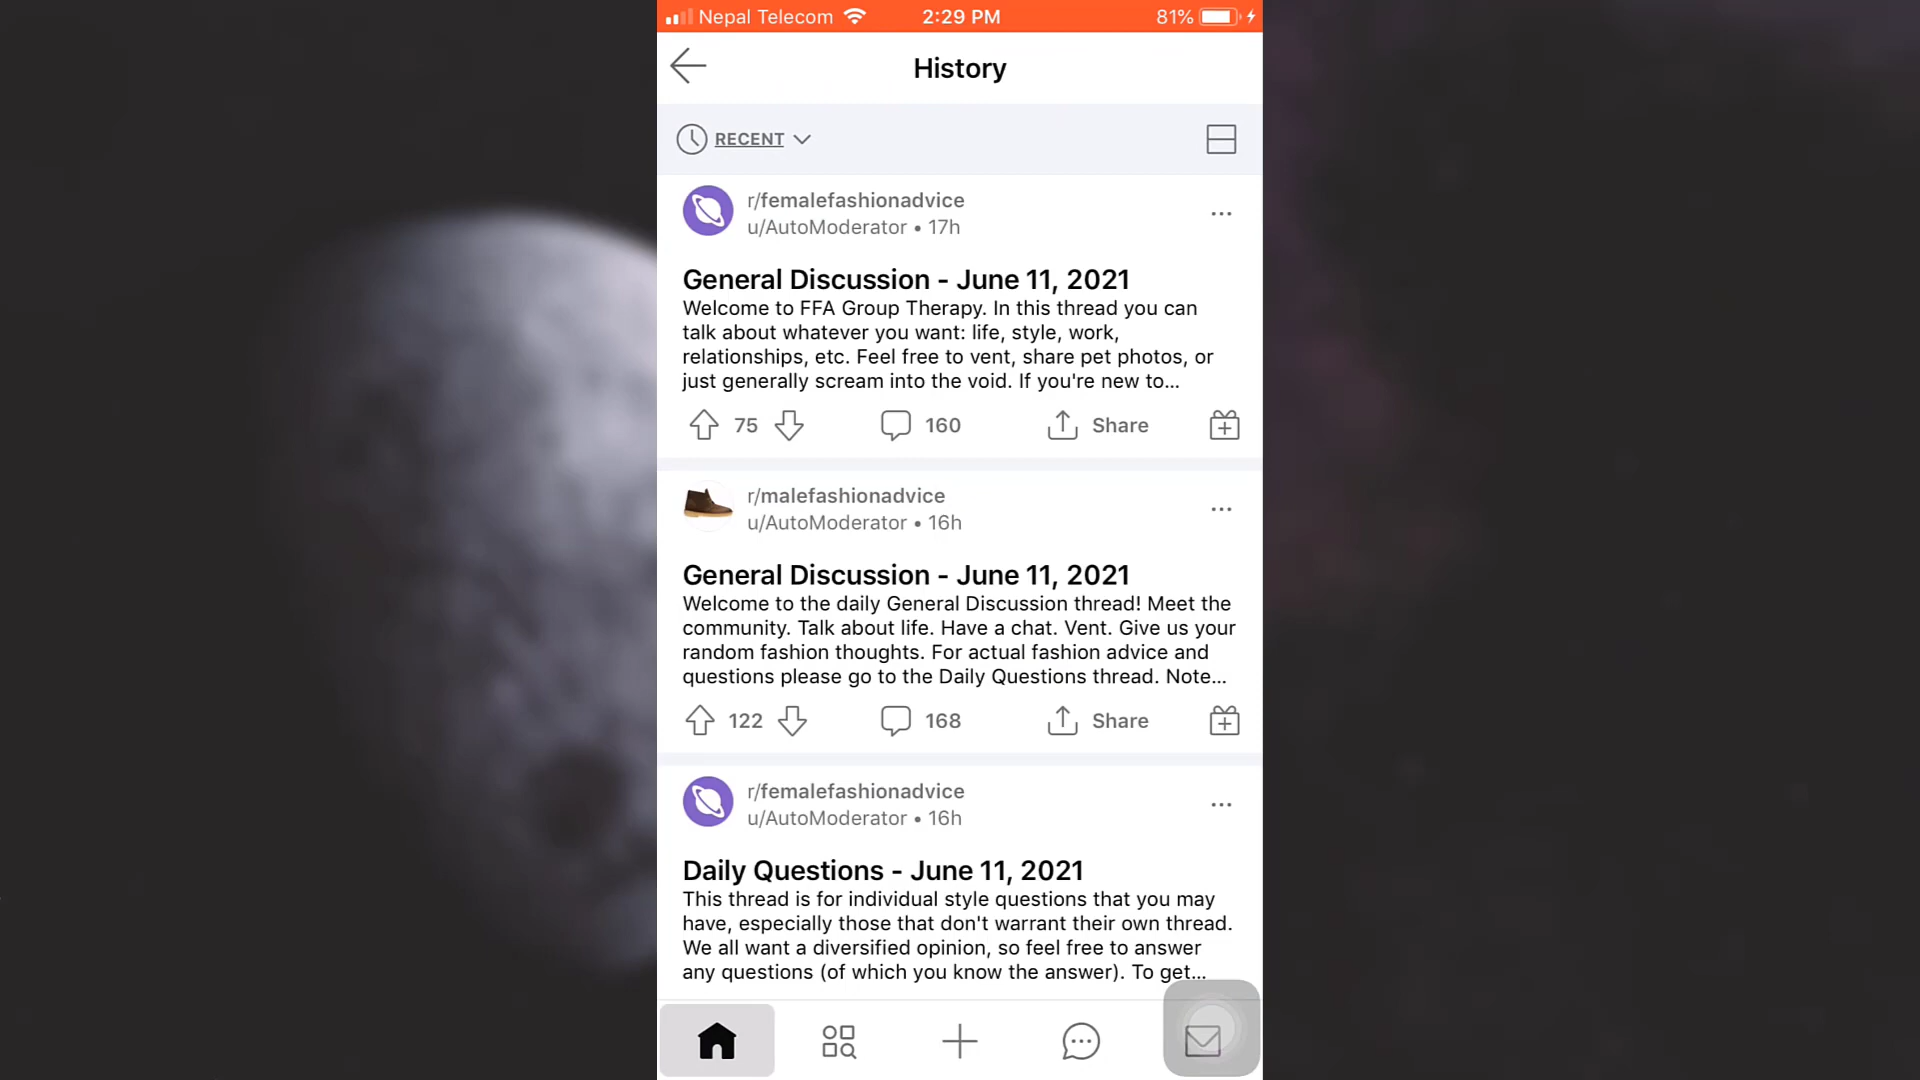 Nepal Telecom 2:29 PM 81%
History
RECENT
r/femalefashionadvice
u/AutoModerator • 17h
General Discussion - June 11, 2021
Welcome to FFA Group Therapy. In this thread you can
talk about whatever you want: life, style, work,
relationships, etc. Feel free to vent, share pet photos, or
just generally scream into the void. If you're new to...
75 160 Share
r/malefashionadvice
u/AutoModerator • 16h
General Discussion - June 11, 2021
Welcome to the daily General Discussion thread! Meet the
community. Talk about life. Have a chat. Vent. Give us your
random fashion thoughts. For actual fashion advice and
questions please go to the Daily Questions thread. Note...
122 168 Share
r/femalefashionadvice
u/AutoModerator • 16h
Daily Questions - June 11, 2021
This thread is for individual style questions that you may
have, especially those that don't warrant their own thread.
We all want a diversified opinion, so feel free to answer
any questions (of which you know the answer). To get...